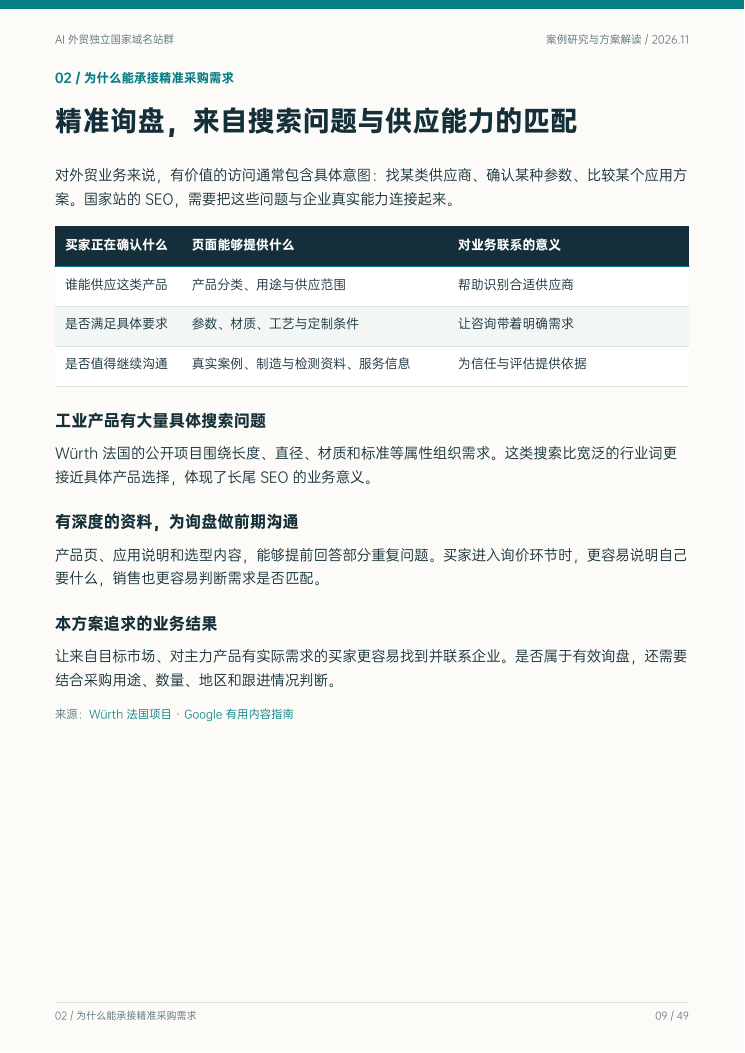 AI 外贸独立国家域名站群
案例研究与方案解读 / 2026.11
02 / 为什么能承接精准采购需求
精准询盘，来自搜索问题与供应能力的匹配
对外贸业务来说，有价值的访问通常包含具体意图：找某类供应商、确认某种参数、比较某个应用方
案。国家站的 SEO，需要把这些问题与企业真实能力连接起来。
买家正在确认什么 页面能够提供什么 对业务联系的意义
谁能供应这类产品 产品分类、用途与供应范围 帮助识别合适供应商
是否满足具体要求 参数、材质、工艺与定制条件 让咨询带着明确需求
是否值得继续沟通 真实案例、制造与检测资料、服务信息 为信任与评估提供依据
工业产品有大量具体搜索问题
Würth 法国的公开项目围绕长度、直径、材质和标准等属性组织需求。这类搜索比宽泛的行业词更
接近具体产品选择，体现了长尾 SEO 的业务意义。
有深度的资料，为询盘做前期沟通
产品页、应用说明和选型内容，能够提前回答部分重复问题。买家进入询价环节时，更容易说明自己
要什么，销售也更容易判断需求是否匹配。
本方案追求的业务结果
让来自目标市场、对主力产品有实际需求的买家更容易找到并联系企业。是否属于有效询盘，还需要
结合采购用途、数量、地区和跟进情况判断。
来源：Würth 法国项目 · Google 有用内容指南
02 / 为什么能承接精准采购需求
09 / 49